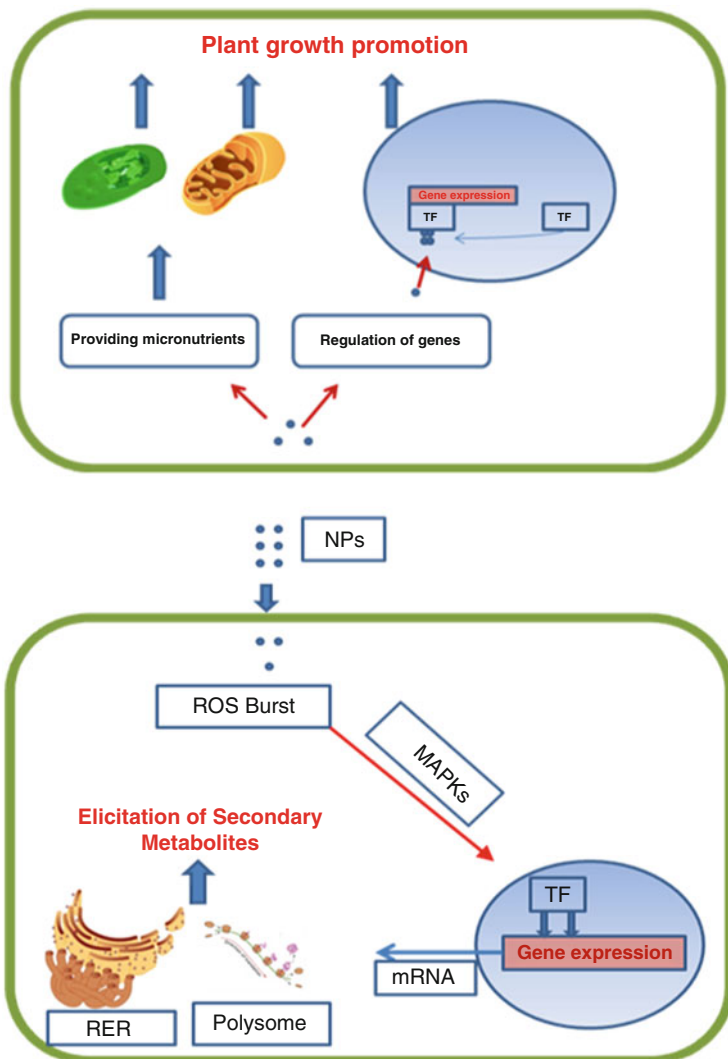 Plant growth promotion
Gene expression
TF
TF
Providing micronutrients
Regulation of genes
NPs
ROS Burst
MAPKs
Elicitation of Secondary
Metabolites
TF
Gene expression
mRNA
RER
Polysome